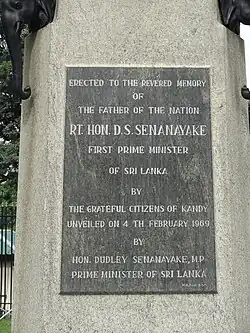 ERECTED TO THE REVERED MEMORY
OF
THE FATHER OF THE NATION
RT. HON. D.S. SENANAYAKE
FIRST PRIME MINISTER
OF SRI LANKA
BY
THE GRATEFUL CITIZENS OF KANDY
UNVEILED ON 4 TH FEBRUARY 1969
BY
HON. DUDLEY SENANAYAKE, M.P
PRIME MINISTER OF SRI LANKA